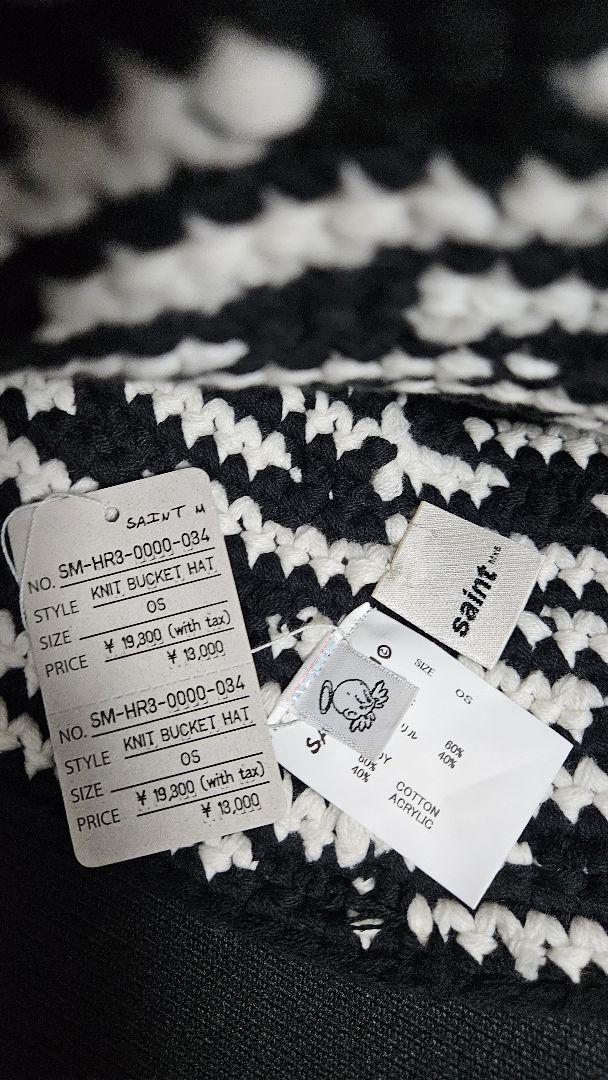 SAINT M
NO. SM-HR3-0000-034
STYLE KNIT BUCKET HAT
SIZE OS
PRICE ¥ 19,300 (with tax)
¥ 13,000
NO. SM-HR3-0000-034
STYLE KNIT BUCKET HAT
SIZE OS
PRICE ¥ 19,300 (with tax)
¥ 13,000
saint
SIZE OS
リル 60%
40%
60% COTTON
40% ACRYLIC